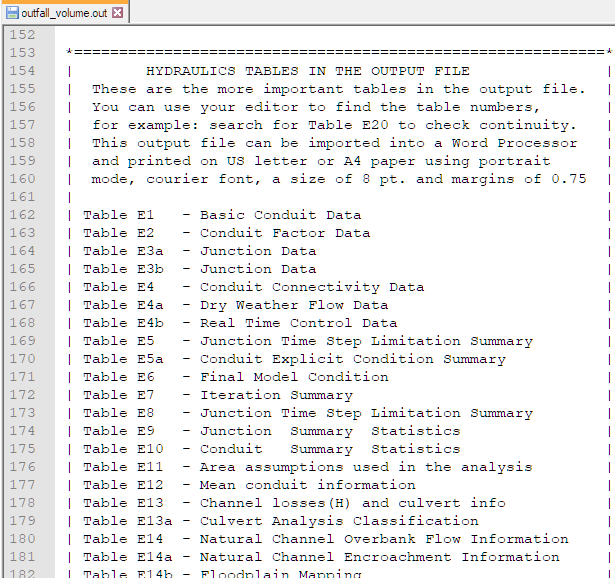 outfall_volume.out
152
153 *===========================================================*
154 | HYDRAULICS TABLES IN THE OUTPUT FILE |
155 | These are the more important tables in the output file. |
156 | You can use your editor to find the table numbers, |
157 | for example: search for Table E20 to check continuity. |
158 | This output file can be imported into a Word Processor |
159 | and printed on US letter or A4 paper using portrait |
160 | mode, courier font, a size of 8 pt. and margins of 0.75 |
161 | |
162 | Table E1 - Basic Conduit Data |
163 | Table E2 - Conduit Factor Data |
164 | Table E3a - Junction Data |
165 | Table E3b - Junction Data |
166 | Table E4 - Conduit Connectivity Data |
167 | Table E4a - Dry Weather Flow Data |
168 | Table E4b - Real Time Control Data |
169 | Table E5 - Junction Time Step Limitation Summary |
170 | Table E5a - Conduit Explicit Condition Summary |
171 | Table E6 - Final Model Condition |
172 | Table E7 - Iteration Summary |
173 | Table E8 - Junction Time Step Limitation Summary |
174 | Table E9 - Junction Summary Statistics |
175 | Table E10 - Conduit Summary Statistics |
176 | Table E11 - Area assumptions used in the analysis |
177 | Table E12 - Mean conduit information |
178 | Table E13 - Channel losses(H) and culvert info |
179 | Table E13a - Culvert Analysis Classification |
180 | Table E14 - Natural Channel Overbank Flow Information |
181 | Table E14a - Natural Channel Encroachment Information |
182 | Table E14b - Floodplain Mapping |